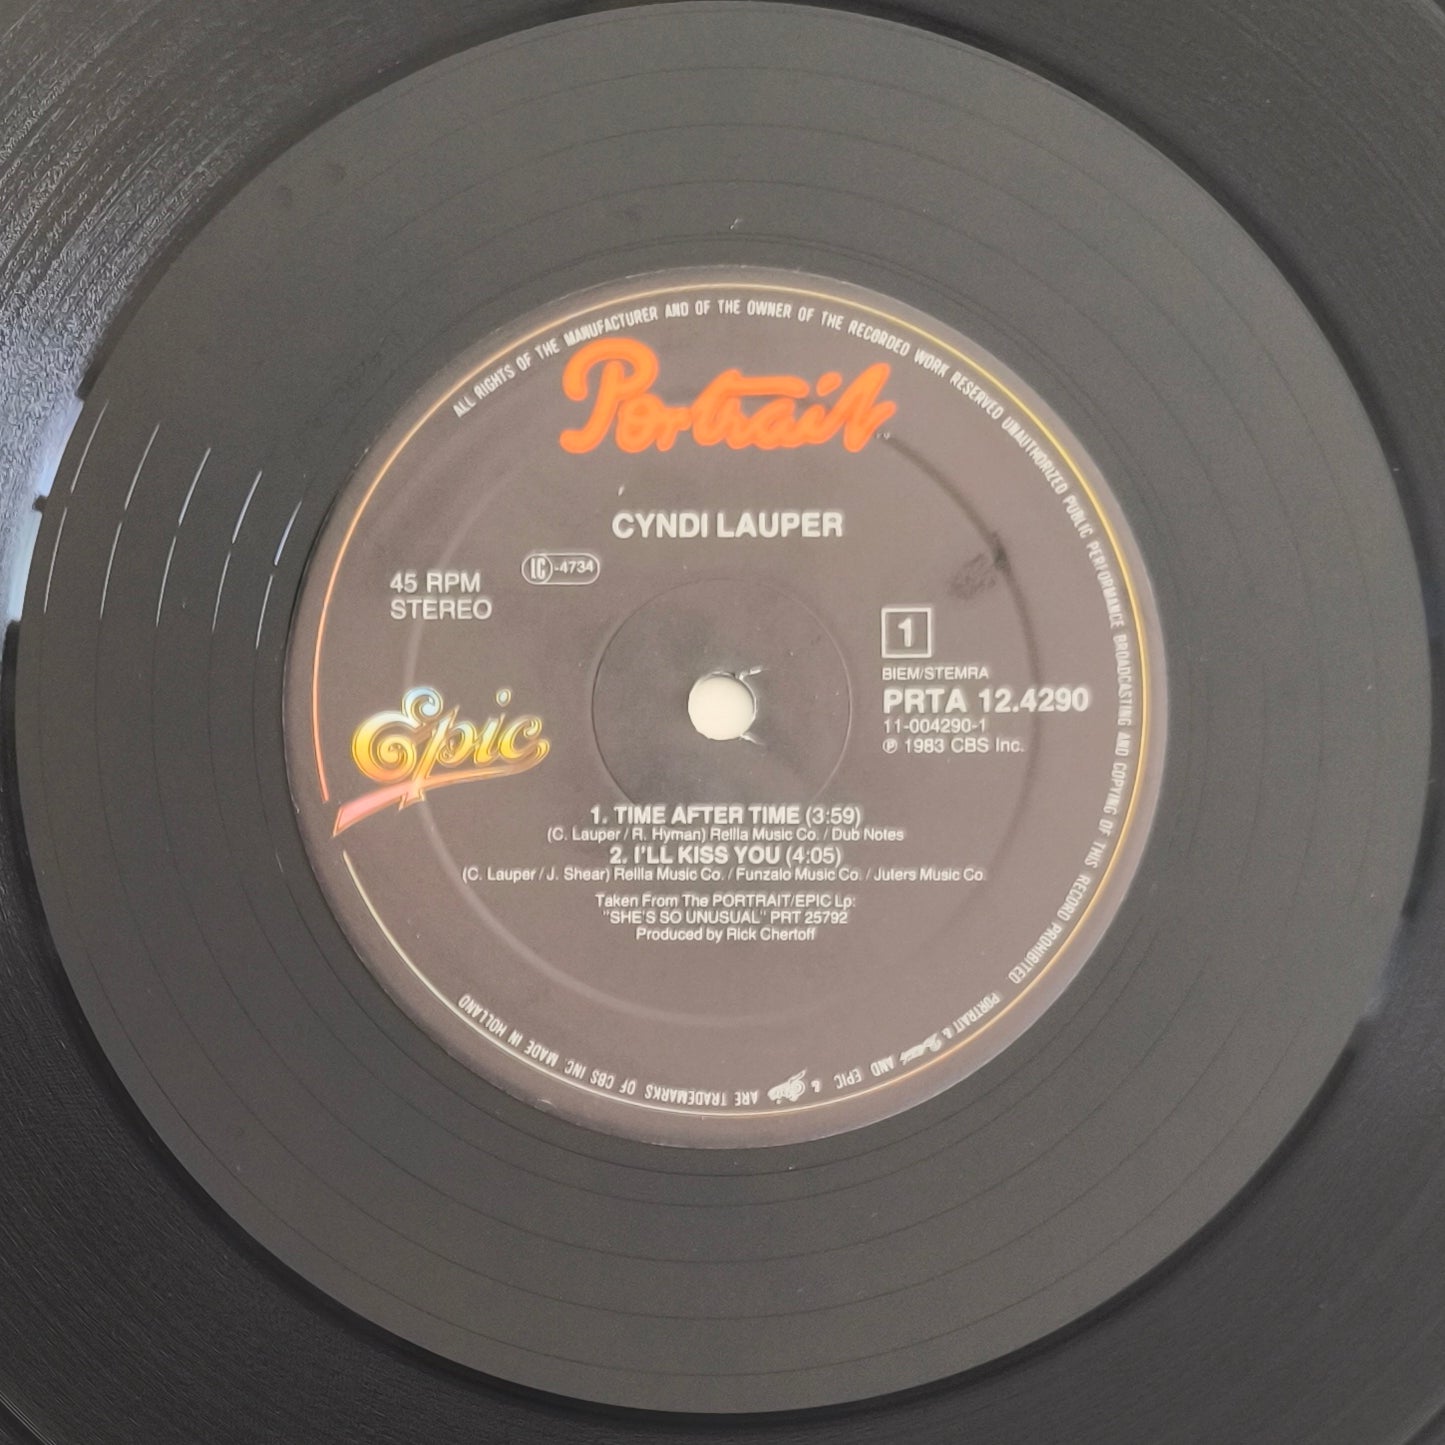 ALL RIGHTS OF THE MANUFACTURER AND OF THE OWNER OF THE RECORDED WORK RESERVED UNAUTHORIZED PUBLIC PERFORMANCE BROADCASTING AND COPYING OF THIS RECORD PROHIBITED
Portrait
CYNDI LAUPER
LC-4734
45 RPM
STEREO
1
BIEM/STEMRA
PRTA 12.4290
11-004290-1
℗ 1983 CBS Inc.
Epic
1. TIME AFTER TIME (3:59)
(C. Lauper / R. Hyman) Rellla Music Co. / Dub Notes
2. I'LL KISS YOU (4:05)
(C. Lauper / J. Shear) Rellla Music Co. / Funzalo Music Co. / Juters Music Co.
Taken From The PORTRAIT/EPIC Lp:
"SHE'S SO UNUSUAL" PRT 25792
Produced by Rick Chertoff
PORTRAIT & Portrait AND EPIC & Epic ARE TRADEMARKS OF CBS INC. MADE IN HOLLAND